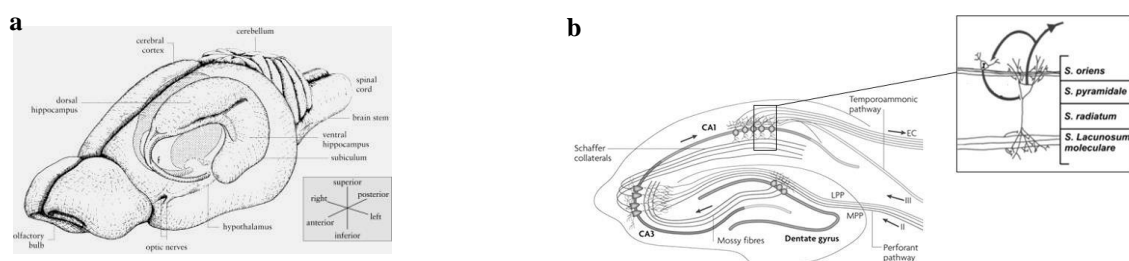 a
cerebral
cortex
cerebellum
spinal
cord
dorsal
hippocampus
brain stem
ventral
hippocampus
subiculum
f
superior
posterior
right
left
anterior
inferior
hypothalamus
olfactory
bulb
optic nerves
b
S. oriens
S. pyramidale
S. radiatum
S. Lacunosum
moleculare
Temporoammonic
pathway
CA1
EC
Schaffer
collaterals
LPP
III
MPP
II
CA3
Mossy fibres
Dentate gyrus
Perforant
pathway